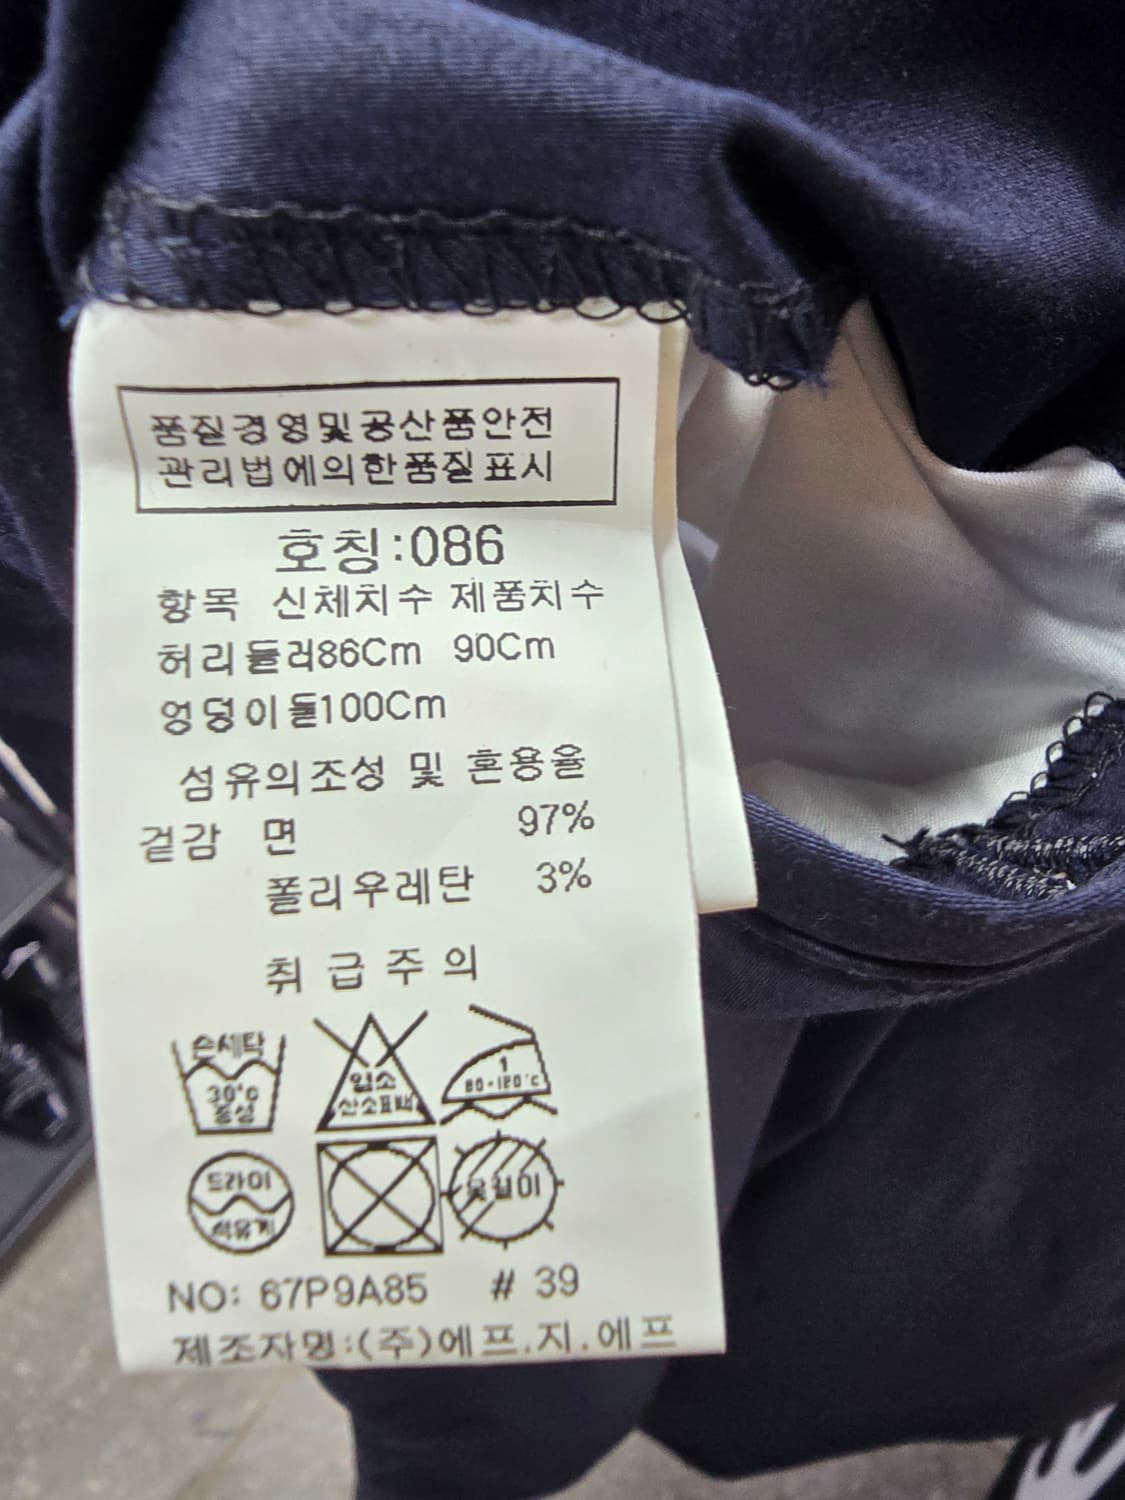 품질경영및공산품안전
관리법에의한품질표시
호칭:086
항목 신체치수 제품치수
허리둘러86Cm 90Cm
엉덩이둘100Cm
섬유의조성 및 혼용율
겉감 면 97%
폴리우레탄 3%
취급주의
손세탁
30°C
중성
염소
산소표백
1
80-120°C
드라이
석유계
옷걸이
NO: 67P9A85 # 39
제조자명:(주)에프.지.에프